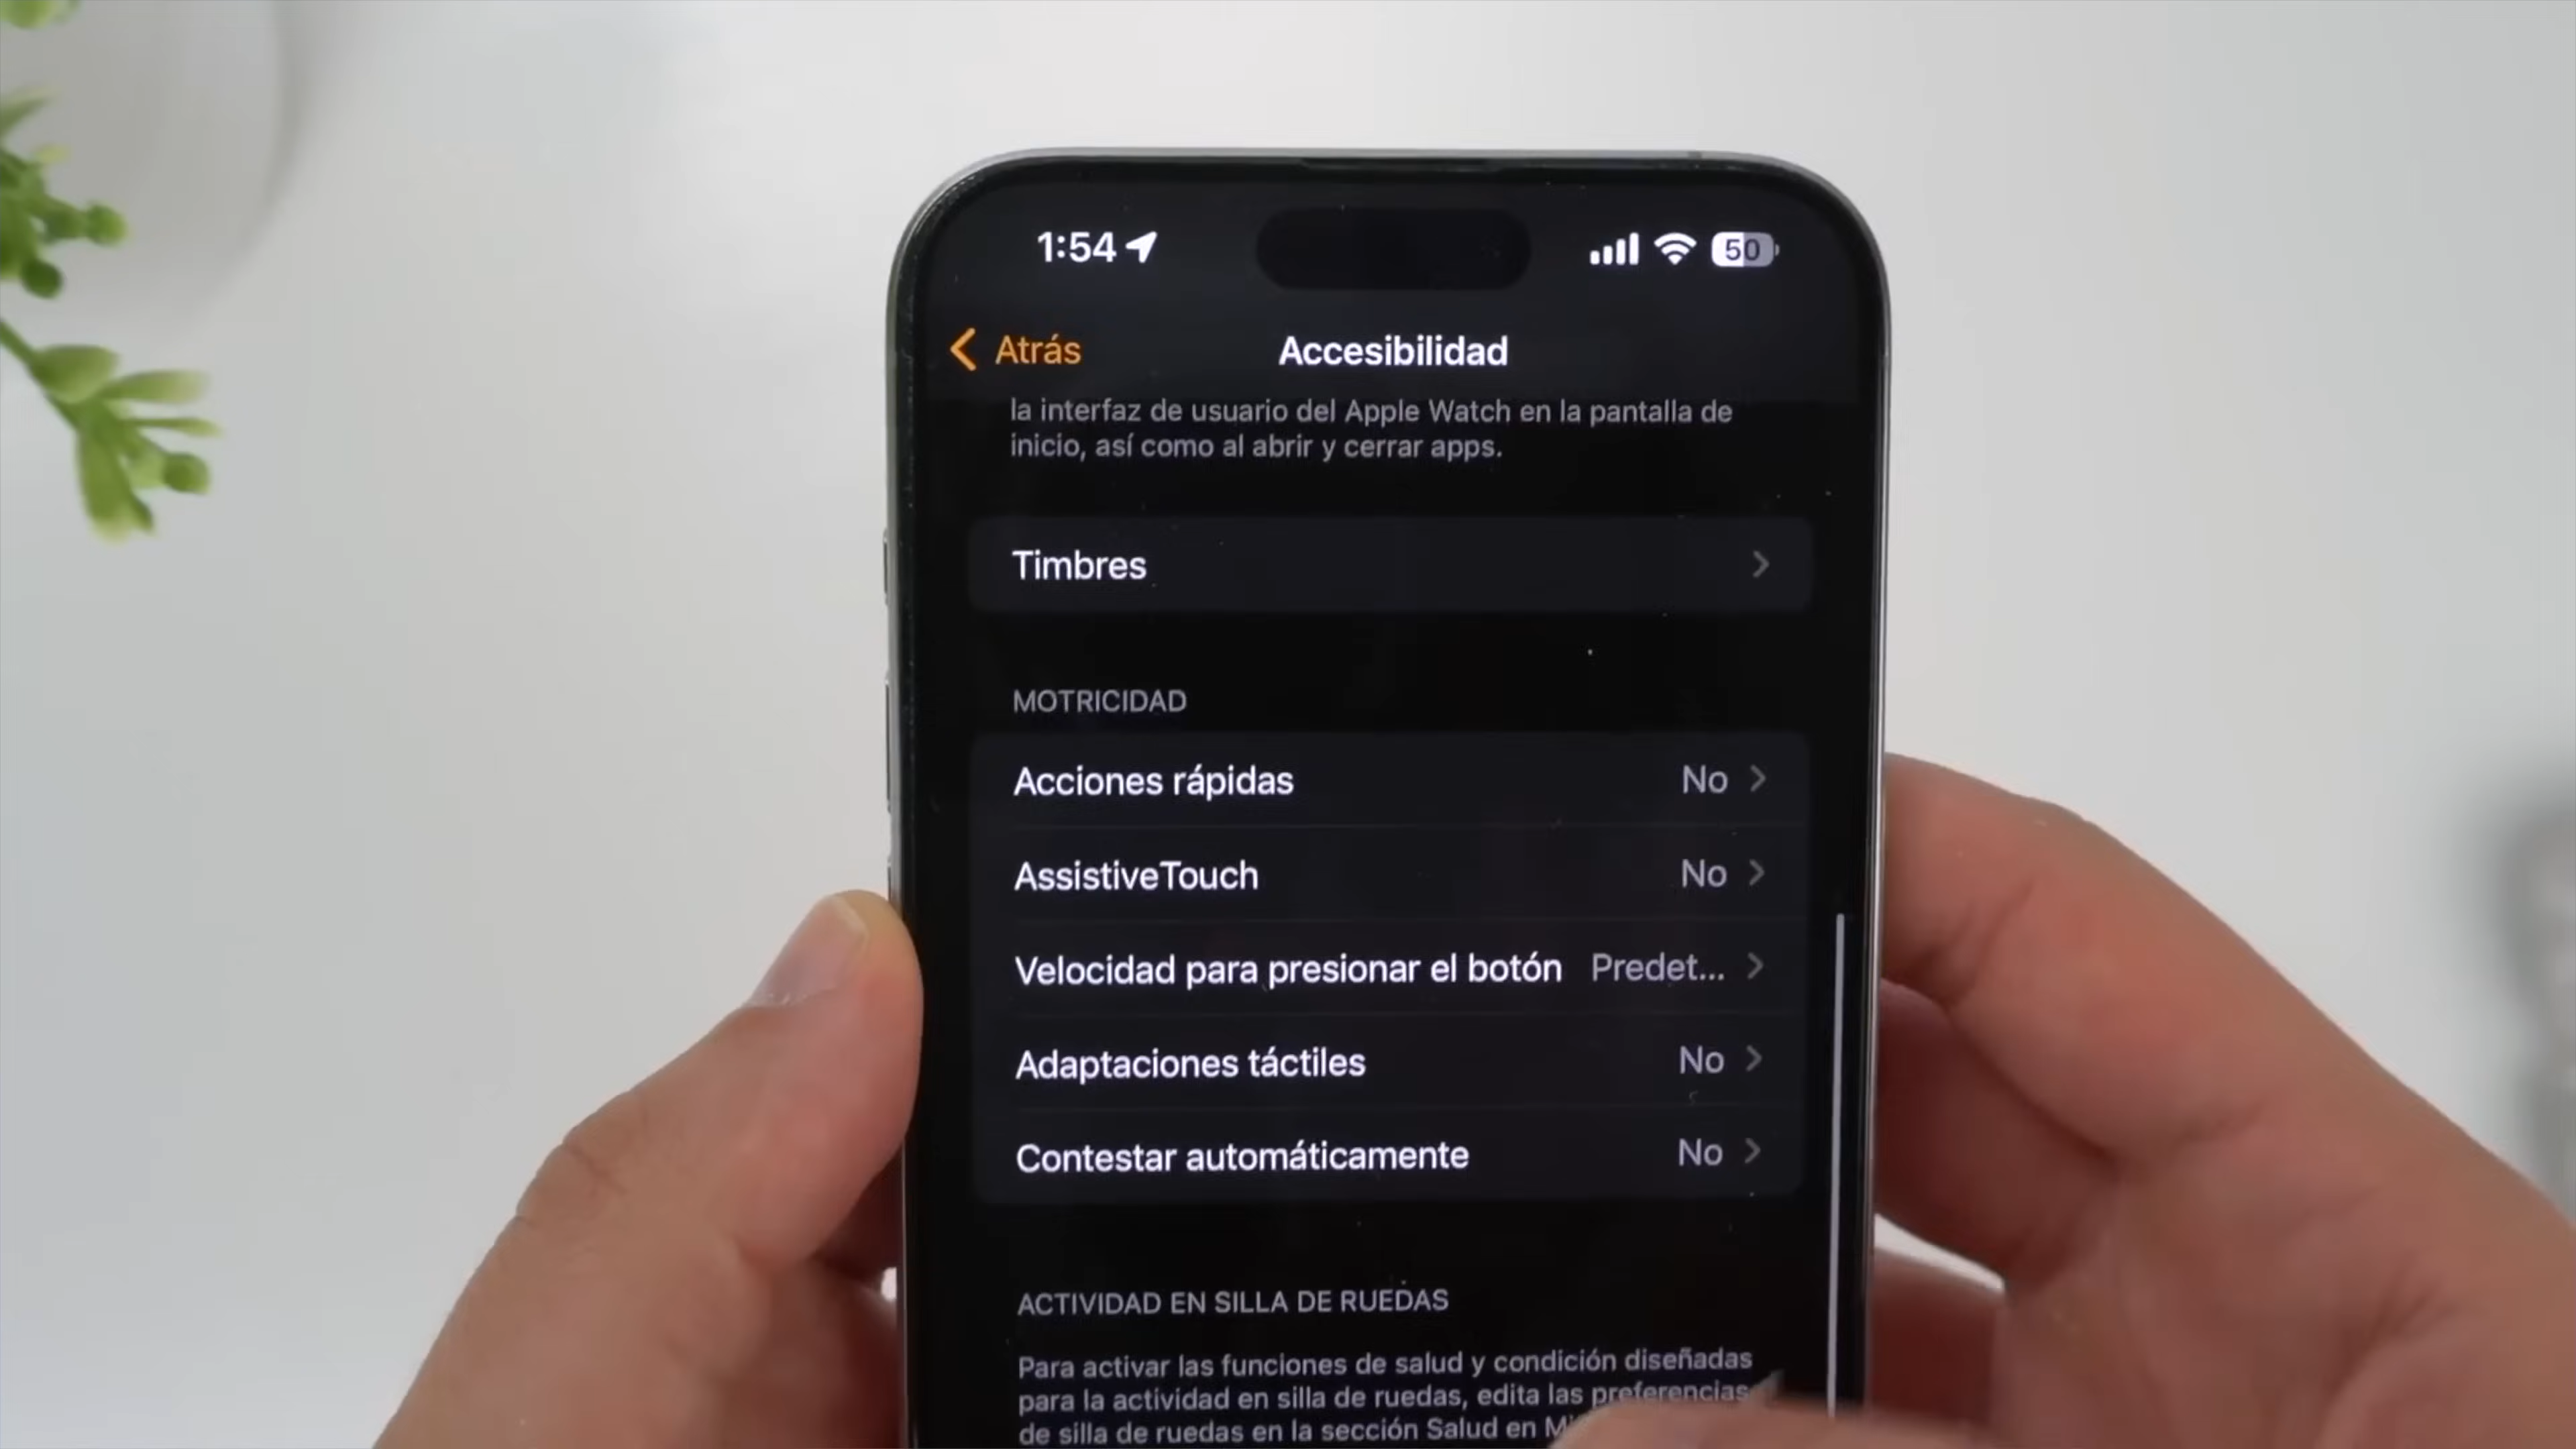 1:54
50
Atrás
Accesibilidad
la interfaz de usuario del Apple Watch en la pantalla de
inicio, así como al abrir y cerrar apps.
Timbres
MOTRICIDAD
Acciones rápidas No
AssistiveTouch No
Velocidad para presionar el botón Predet...
Adaptaciones táctiles No
Contestar automáticamente No
ACTIVIDAD EN SILLA DE RUEDAS
Para activar las funciones de salud y condición diseñadas
para la actividad en silla de ruedas, edita las preferencias
de silla de ruedas en la sección Salud en